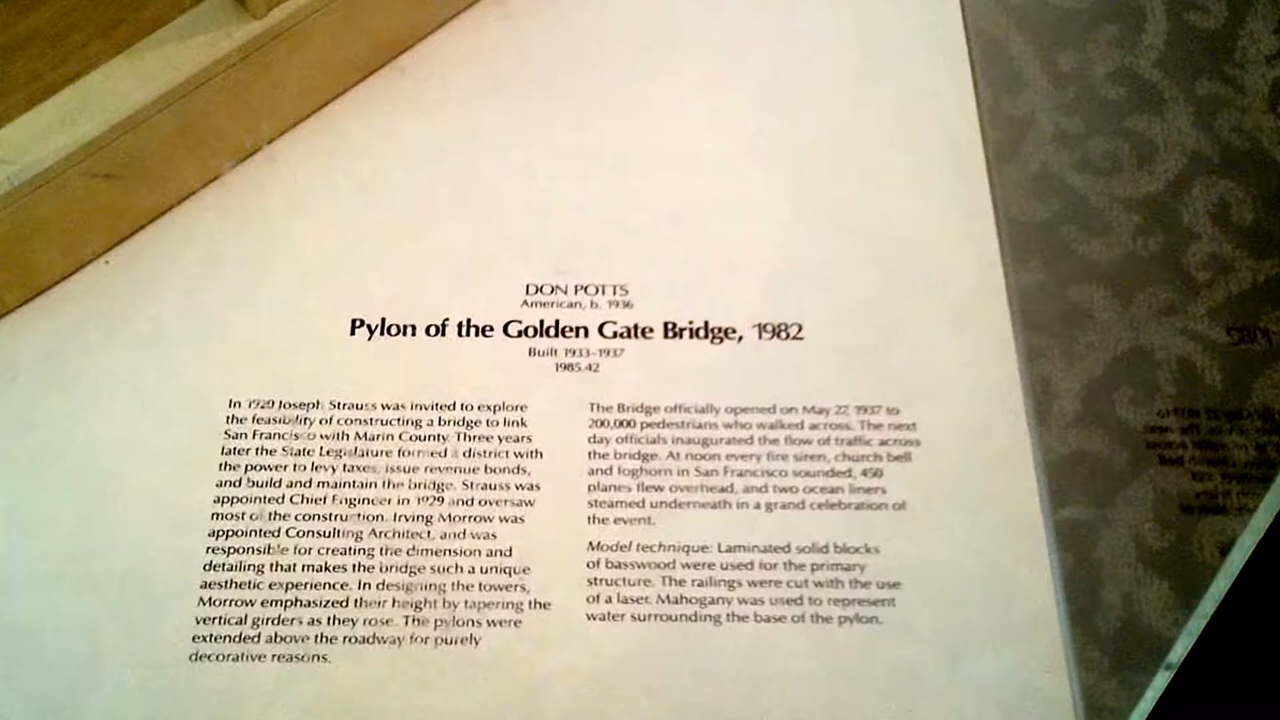 DON POTTS
American, b. 1936
Pylon of the Golden Gate Bridge, 1982
Built 1933–1937
1985.42
In 1920 Joseph Strauss was invited to explore
the feasibility of constructing a bridge to link
San Francisco with Marin County. Three years
later the State Legislature formed a district with
the power to levy taxes, issue revenue bonds,
and build and maintain the bridge. Strauss was
appointed Chief Engineer in 1929 and oversaw
most of the construction. Irving Morrow was
appointed Consulting Architect, and was
responsible for creating the dimension and
detailing that makes the bridge such a unique
aesthetic experience. In designing the towers,
Morrow emphasized their height by tapering the
vertical girders as they rose. The pylons were
extended above the roadway for purely
decorative reasons.
The Bridge officially opened on May 27, 1937 to
200,000 pedestrians who walked across. The next
day officials inaugurated the flow of traffic across
the bridge. At noon every fire siren, church bell
and foghorn in San Francisco sounded, 450
planes flew overhead, and two ocean liners
steamed underneath in a grand celebration of
the event.
Model technique: Laminated solid blocks
of basswood were used for the primary
structure. The railings were cut with the use
of a laser. Mahogany was used to represent
water surrounding the base of the pylon.